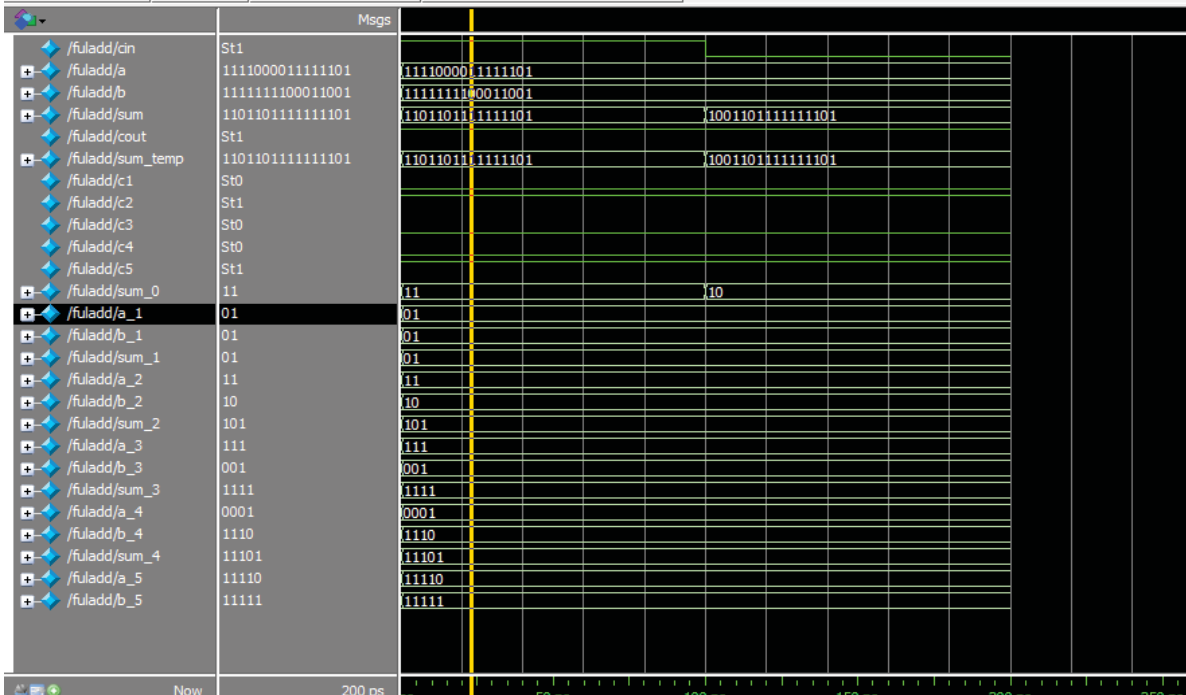 Msgs
/fuladd/cin St1
/fuladd/a 1111000011111101 1111000011111101
/fuladd/b 1111111100011001 1111111100011001
/fuladd/sum 1101101111111101 1101101111111101 1001101111111101
/fuladd/cout St1
/fuladd/sum_temp 1101101111111101 1101101111111101 1001101111111101
/fuladd/c1 St0
/fuladd/c2 St1
/fuladd/c3 St0
/fuladd/c4 St0
/fuladd/c5 St1
/fuladd/sum_0 11 11 10
/fuladd/a_1 01 01
/fuladd/b_1 01 01
/fuladd/sum_1 01 01
/fuladd/a_2 11 11
/fuladd/b_2 10 10
/fuladd/sum_2 101 101
/fuladd/a_3 111 111
/fuladd/b_3 001 001
/fuladd/sum_3 1111 1111
/fuladd/a_4 0001 0001
/fuladd/b_4 1110 1110
/fuladd/sum_4 11101 11101
/fuladd/a_5 11110 11110
/fuladd/b_5 11111 11111
Now 200 ps